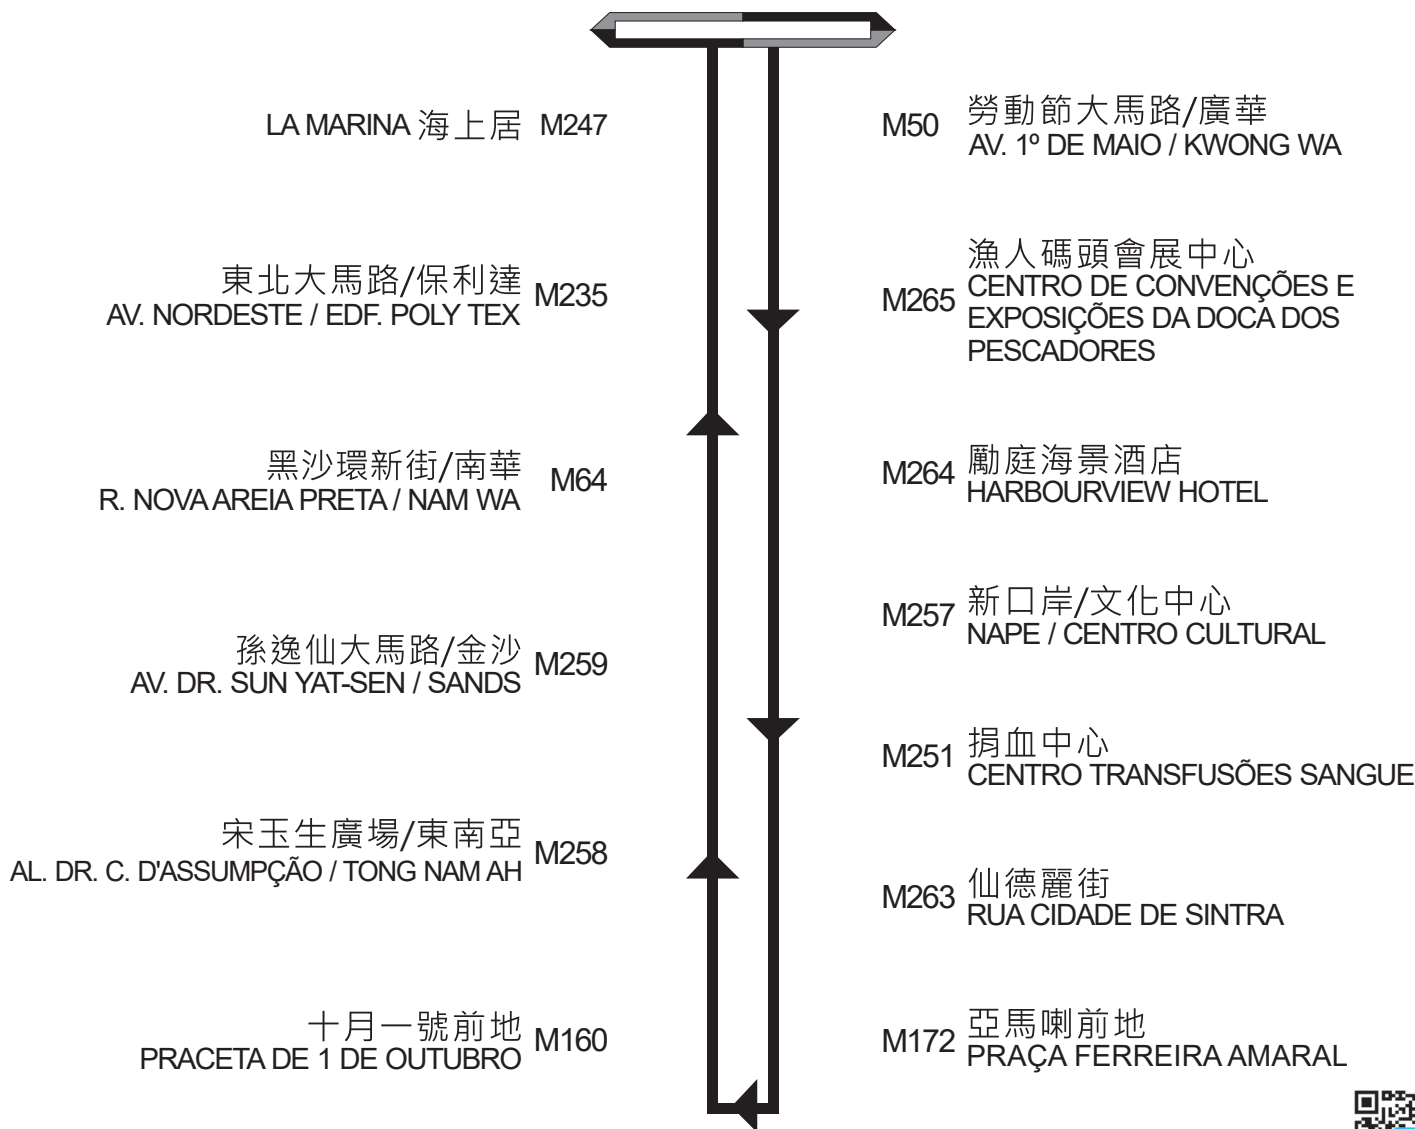 LA MARINA 海上居 M247
東北大馬路/保利達
AV. NORDESTE / EDF. POLY TEX
M235
黑沙環新街/南華
R. NOVA AREIA PRETA / NAM WA
M64
孫逸仙大馬路/金沙
AV. DR. SUN YAT-SEN / SANDS
M259
宋玉生廣場/東南亞
AL. DR. C. D'ASSUMPÇÃO / TONG NAM AH
M258
十月一號前地
PRACETA DE 1 DE OUTUBRO
M160
M50
勞動節大馬路/廣華
AV. 1º DE MAIO / KWONG WA
M265
漁人碼頭會展中心
CENTRO DE CONVENÇÕES E
EXPOSIÇÕES DA DOCA DOS
PESCADORES
M264
勵庭海景酒店
HARBOURVIEW HOTEL
M257
新口岸/文化中心
NAPE / CENTRO CULTURAL
M251
捐血中心
CENTRO TRANSFUSÕES SANGUE
M263
仙德麗街
RUA CIDADE DE SINTRA
M172
亞馬喇前地
PRAÇA FERREIRA AMARAL